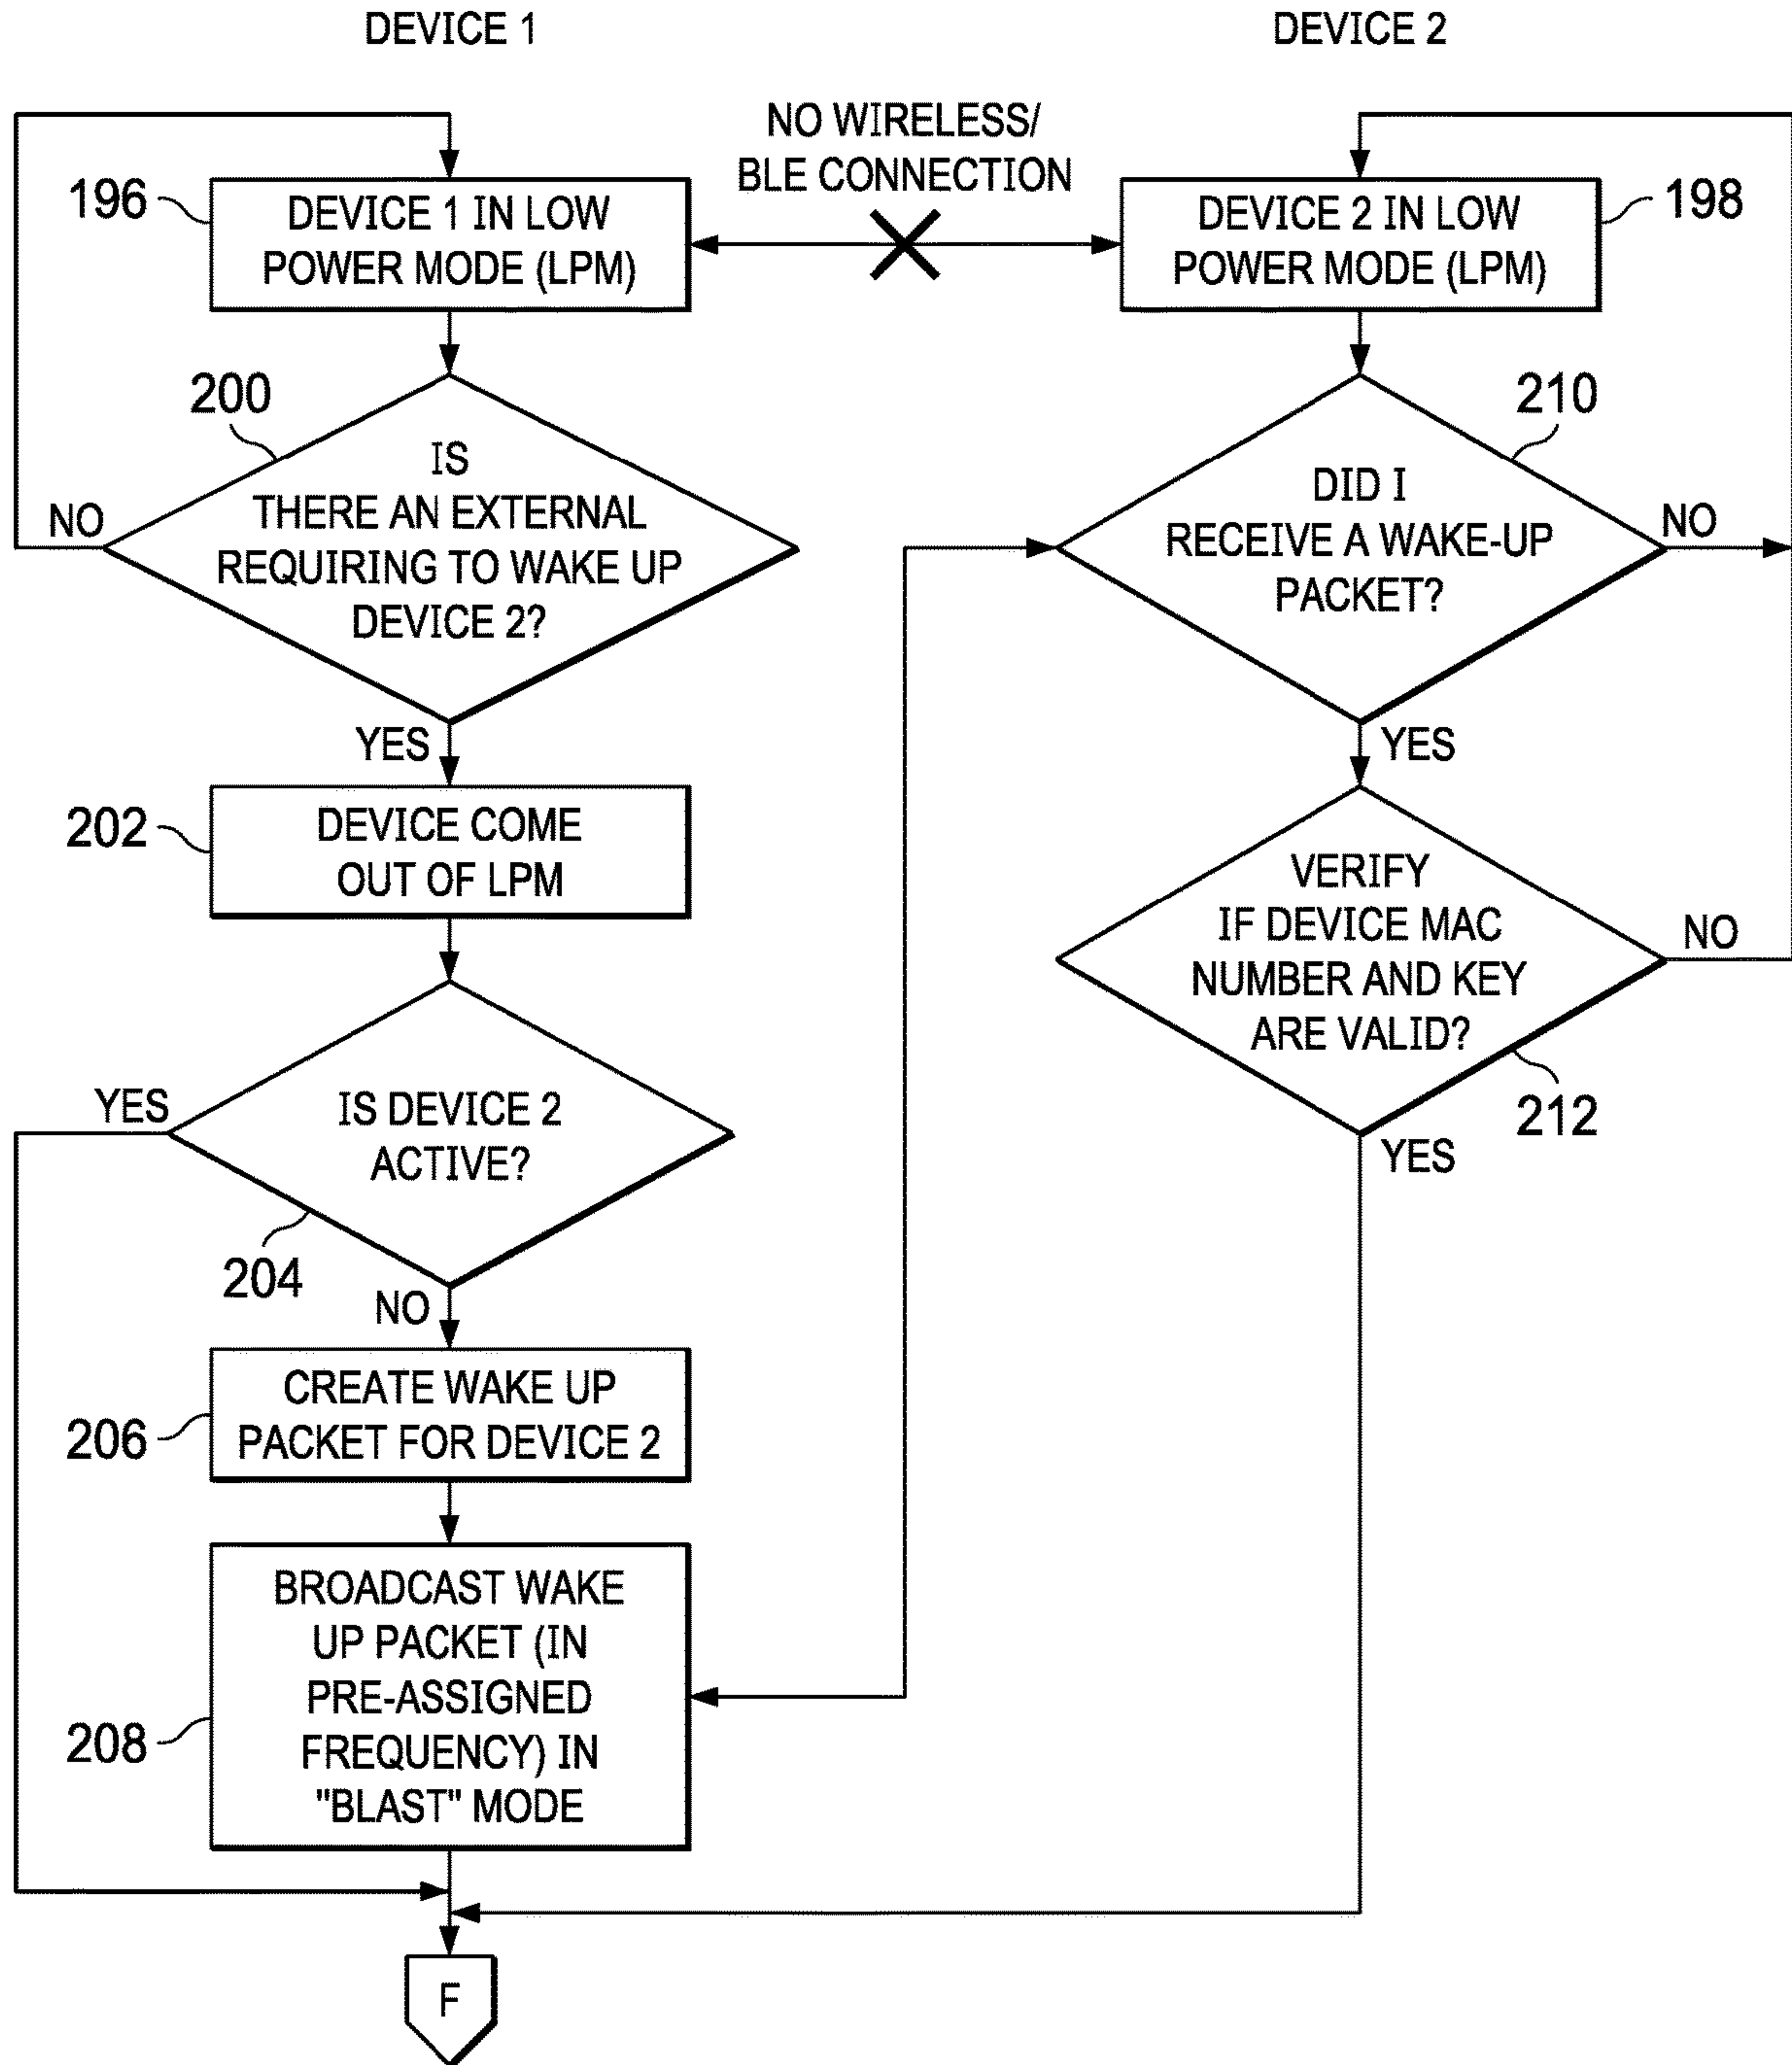 DEVICE 1
DEVICE 2
NO WIRELESS/
BLE CONNECTION
196
DEVICE 1 IN LOW
POWER MODE (LPM)
DEVICE 2 IN LOW
POWER MODE (LPM)
198
200
IS
THERE AN EXTERNAL
REQUIRING TO WAKE UP
DEVICE 2?
NO
YES
210
DID I
RECEIVE A WAKE-UP
PACKET?
NO
YES
202
DEVICE COME
OUT OF LPM
VERIFY
IF DEVICE MAC
NUMBER AND KEY
ARE VALID?
NO
212
YES
YES
IS DEVICE 2
ACTIVE?
204
NO
206
CREATE WAKE UP
PACKET FOR DEVICE 2
208
BROADCAST WAKE
UP PACKET (IN
PRE-ASSIGNED
FREQUENCY) IN
"BLAST" MODE
F